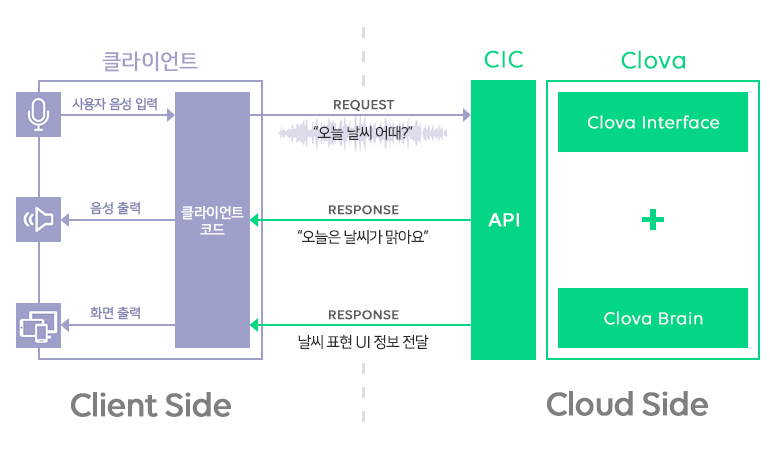 클라이언트
CIC
Clova
사용자 음성 입력
REQUEST
“오늘 날씨 어때?”
Clova Interface
음성 출력
클라이언트
코드
RESPONSE
“오늘은 날씨가 맑아요”
API
화면 출력
RESPONSE
날씨 표현 UI 정보 전달
Clova Brain
Client Side
Cloud Side